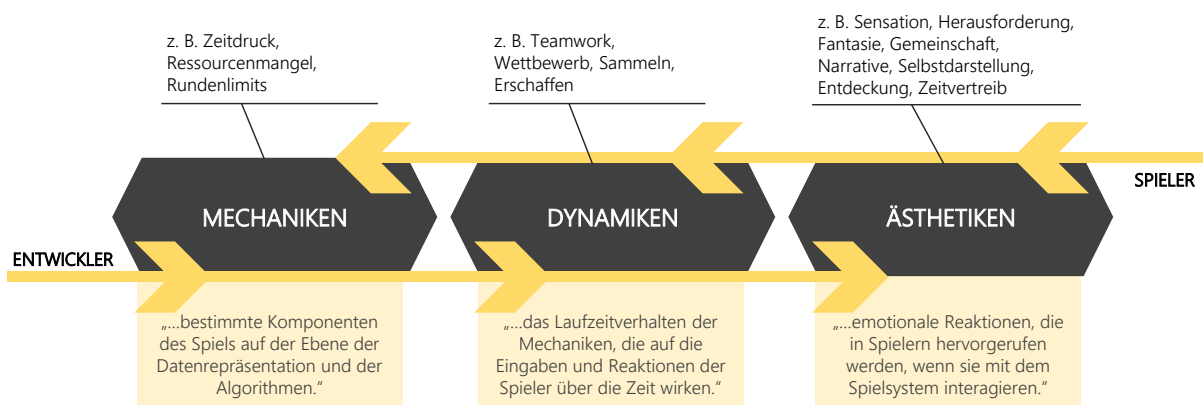 z. B. Zeitdruck,
Ressourcenmangel,
Rundenlimits
z. B. Teamwork,
Wettbewerb, Sammeln,
Erschaffen
z. B. Sensation, Herausforderung,
Fantasie, Gemeinschaft,
Narrative, Selbstdarstellung,
Entdeckung, Zeitvertreib
SPIELER
MECHANIKEN
DYNAMIKEN
ÄSTHETIKEN
ENTWICKLER
„...bestimmte Komponenten
des Spiels auf der Ebene der
Datenrepräsentation und der
Algorithmen.“
„...das Laufzeitverhalten der
Mechaniken, die auf die
Eingaben und Reaktionen der
Spieler über die Zeit wirken.“
„...emotionale Reaktionen, die
in Spielern hervorgerufen
werden, wenn sie mit dem
Spielsystem interagieren.“